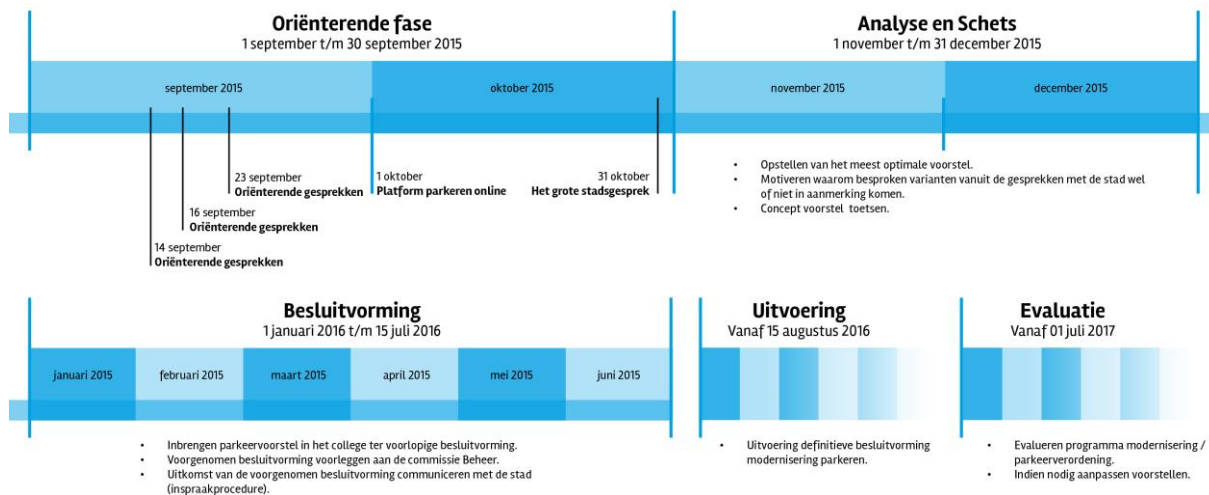 Oriënterende fase
1 september t/m 30 september 2015
september 2015
oktober 2015
23 september
Oriënterende gesprekken
16 september
Oriënterende gesprekken
14 september
Oriënterende gesprekken
1 oktober
Platform parkeren online
31 oktober
Het grote stadsgesprek
Analyse en Schets
1 november t/m 31 december 2015
november 2015
december 2015
• Opstellen van het meest optimale voorstel.
• Motiveren waarom besproken varianten vanuit de gesprekken met de stad wel
of niet in aanmerking komen.
• Concept voorstel toetsen.
Besluitvorming
1 januari 2016 t/m 15 juli 2016
januari 2015
februari 2015
maart 2015
april 2015
mei 2015
juni 2015
• Inbrengen parkeervoorstel in het college ter voorlopige besluitvorming.
• Voorgenomen besluitvorming voorleggen aan de commissie Beheer.
• Uitkomst van de voorgenomen besluitvorming communiceren met de stad
(inspraakprocedure).
Uitvoering
Vanaf 15 augustus 2016
• Uitvoering definitieve besluitvorming
modernisering parkeren.
Evaluatie
Vanaf 01 juli 2017
• Evalueren programma modernisering /
parkeerverordening.
• Indien nodig aanpassen voorstellen.